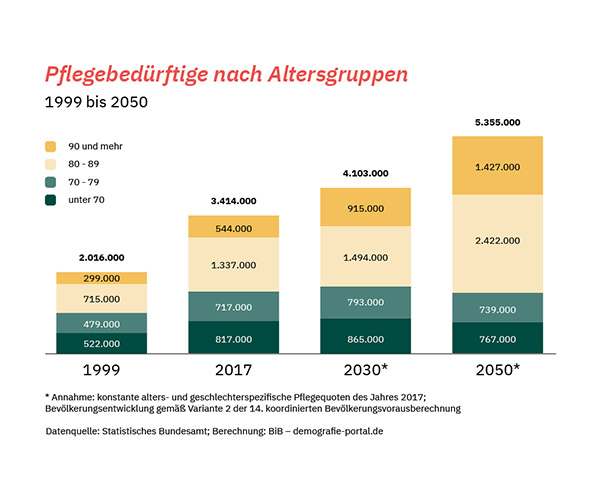 Pflegebedürftige nach Altersgruppen
1999 bis 2050
90 und mehr
80 - 89
70 - 79
unter 70
2.016.000
299.000
715.000
479.000
522.000
3.414.000
544.000
1.337.000
717.000
817.000
4.103.000
915.000
1.494.000
793.000
865.000
5.355.000
1.427.000
2.422.000
739.000
767.000
1999 2017 2030* 2050*
* Annahme: konstante alters- und geschlechterspezifische Pflegequoten des Jahres 2017;
Bevölkerungsentwicklung gemäß Variante 2 der 14. koordinierten Bevölkerungsvorausberechnung
Datenquelle: Statistisches Bundesamt; Berechnung: BiB – demografie-portal.de